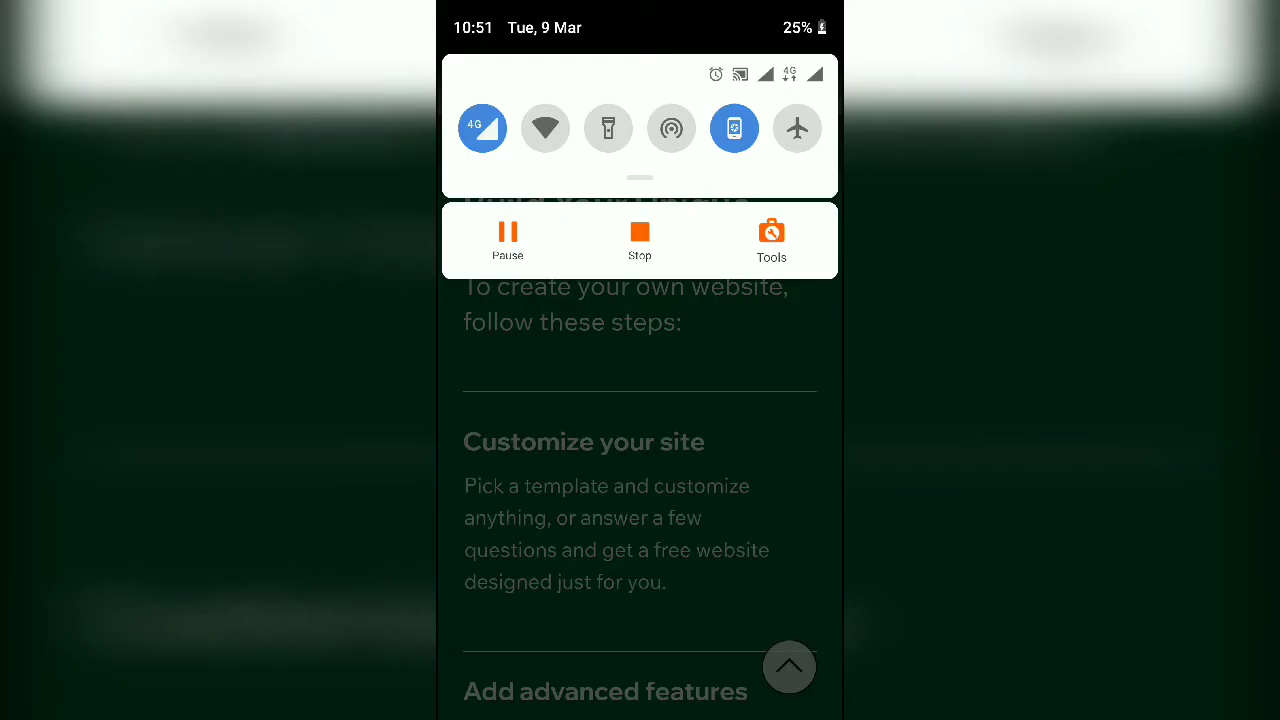 10:51 Tue, 9 Mar 25%
4G
4G
Pause Stop Tools
To create your own website,
follow these steps:
Customize your site
Pick a template and customize
anything, or answer a few
questions and get a free website
designed just for you.
Add advanced features